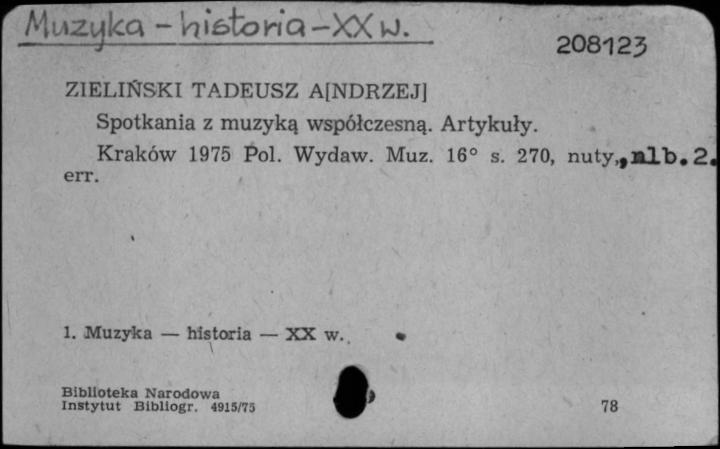 Muzyka - historia - XX w.
208123
ZIELIŃSKI TADEUSZ A[NDRZEJ]
Spotkania z muzyką współczesną. Artykuły.
Kraków 1975 Pol. Wydaw. Muz. 16° s. 270, nuty., nlb. 2.
err.
1. Muzyka — historia — XX w.
Biblioteka Narodowa
Instytut Bibliogr. 4915/75
78